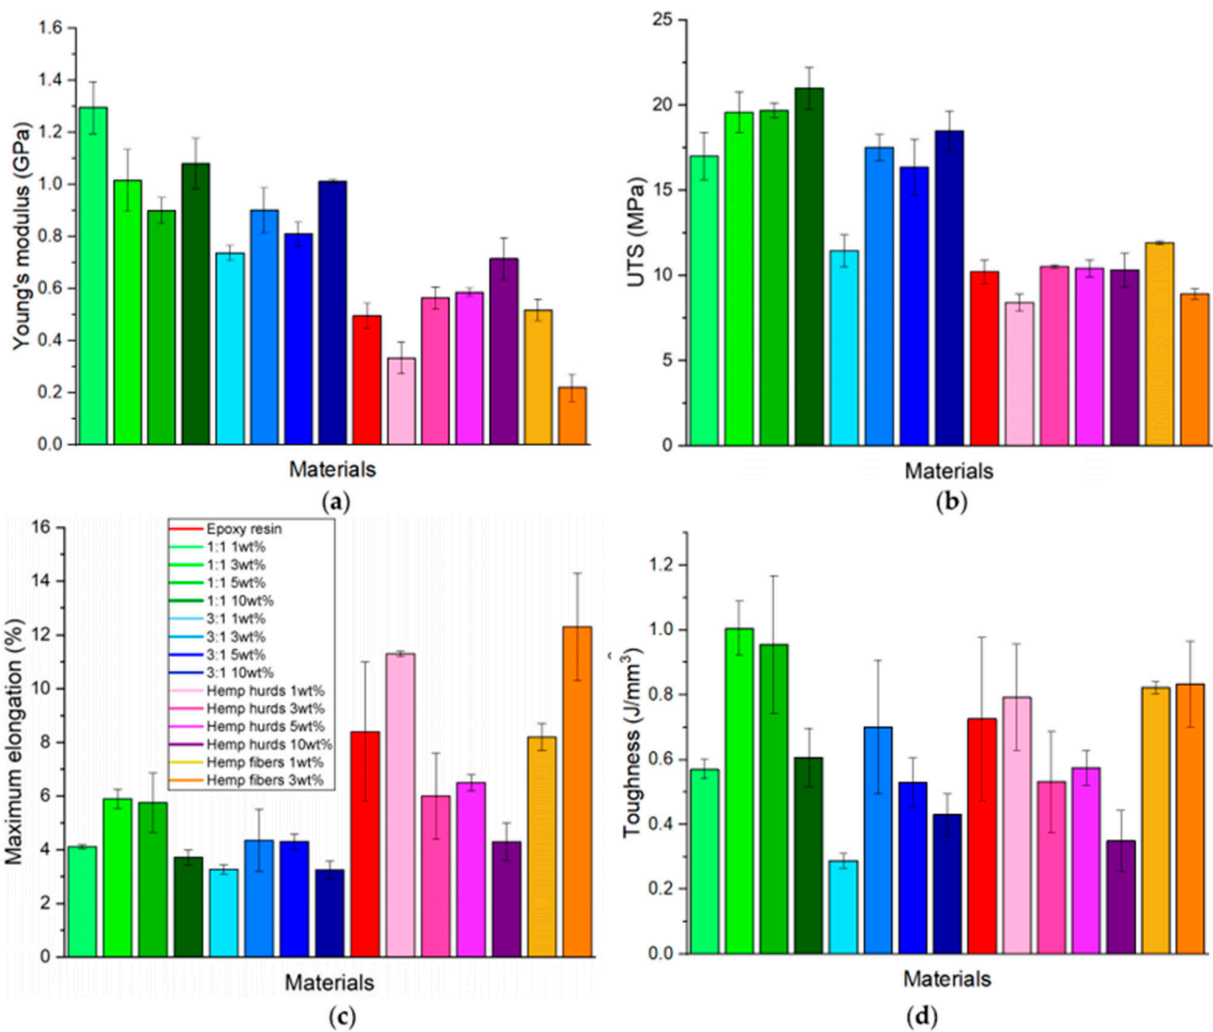 1.6
1.4
1.2
1.0
0.8
0.6
0.4
0.2
0.0
Young's modulus (GPa)
Materials
(a)
25
20
15
10
5
0
UTS (MPa)
Materials
(b)
16
14
12
10
8
6
4
2
0
Maximum elongation (%)
Epoxy resin
1:1 1wt%
1:1 3wt%
1:1 5wt%
1:1 10wt%
3:1 1wt%
3:1 3wt%
3:1 5wt%
3:1 10wt%
Hemp hurds 1wt%
Hemp hurds 3wt%
Hemp hurds 5wt%
Hemp hurds 10wt%
Hemp fibers 1wt%
Hemp fibers 3wt%
Materials
(c)
1.2
1.0
0.8
0.6
0.4
0.2
0.0
Toughness (J/mm³)
Materials
(d)